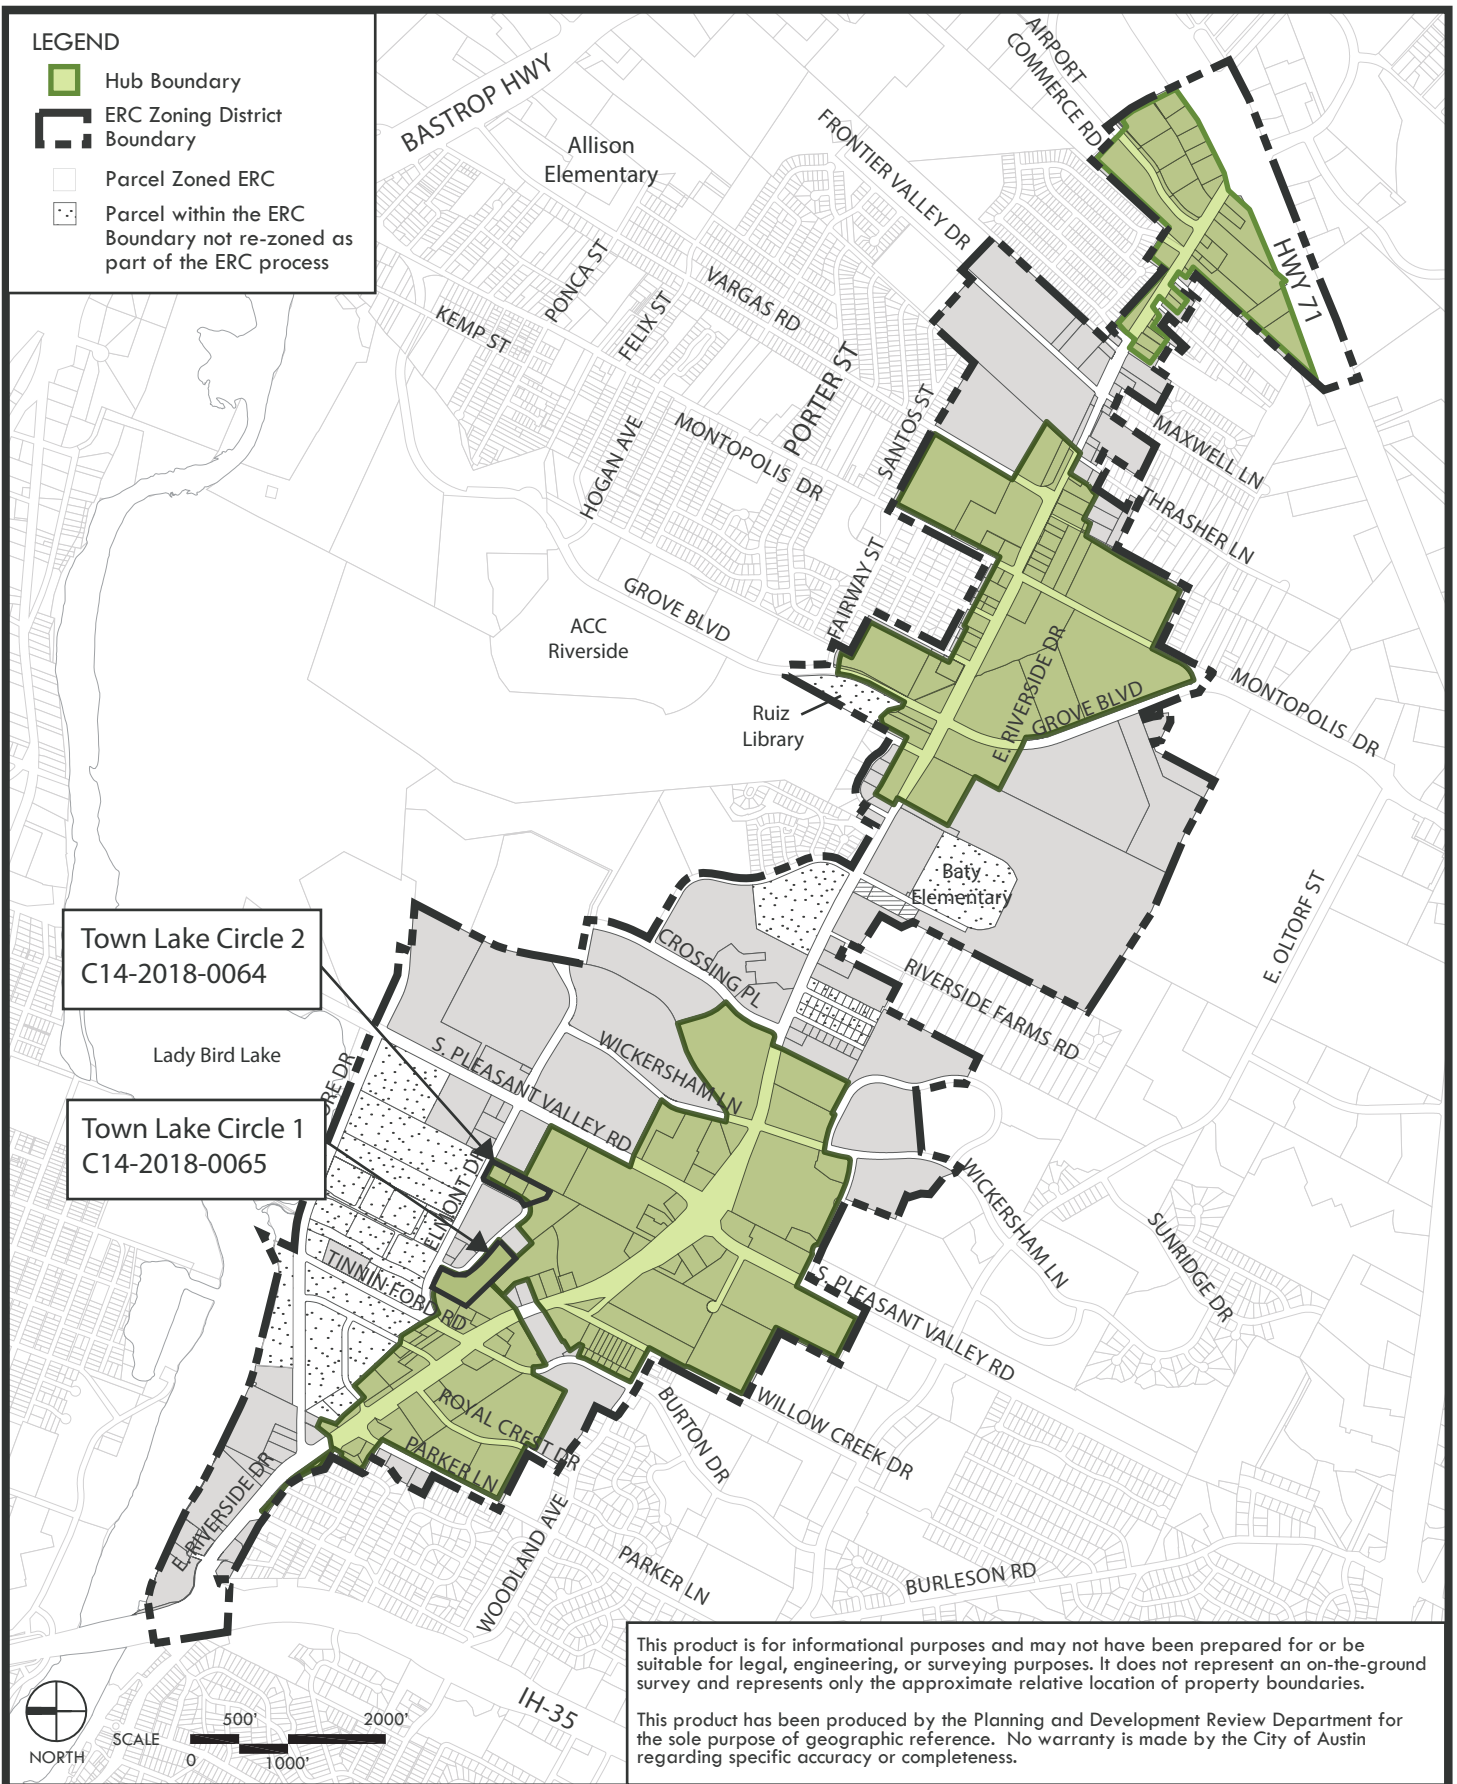 LEGEND
Hub Boundary
ERC Zoning District
Boundary
Parcel Zoned ERC
Parcel within the ERC
Boundary not re-zoned as
part of the ERC process
BASTROP HWY
Allison
Elementary
AIRPORT
COMMERCE RD
FRONTIER VALLEY DR
HWY 71
PONCA ST
FELIX ST
VARGAS RD
KEMP ST
PORTER ST
SANTOS ST
HOGAN AVE
MONTOPOLIS DR
MAXWELL LN
THRASHER LN
FAIRWAY ST
GROVE BLVD
ACC
Riverside
E. RIVERSIDE DR
GROVE BLVD
MONTOPOLIS DR
Ruiz
Library
Baty
Elementary
E. OLTORF ST
Town Lake Circle 2
C14-2018-0064
CROSSING PL
RIVERSIDE FARMS RD
Lady Bird Lake
ORE DR
S. PLEASANT VALLEY RD
WICKERSHAM LN
Town Lake Circle 1
C14-2018-0065
ELMONT DR
WICKERSHAM LN
SUNRIDGE DR
TINNIN FORD RD
S. PLEASANT VALLEY RD
ROYAL CREST DR
PARKER LN
BURTON DR
WILLOW CREEK DR
E. RIVERSIDE DR
WOODLAND AVE
PARKER LN
BURLESON RD
IH-35
NORTH
SCALE
500'
2000'
0
1000'
This product is for informational purposes and may not have been prepared for or be
suitable for legal, engineering, or surveying purposes. It does not represent an on-the-ground
survey and represents only the approximate relative location of property boundaries.
This product has been produced by the Planning and Development Review Department for
the sole purpose of geographic reference. No warranty is made by the City of Austin
regarding specific accuracy or completeness.